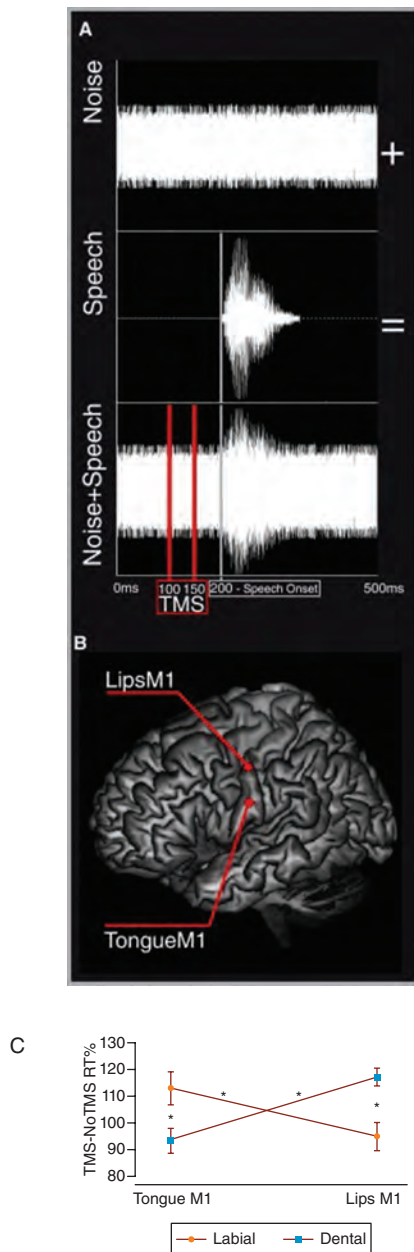 A
Noise
+
Speech
=
Noise+Speech
0ms 100 150 200 - Speech Onset 500ms
TMS
B
LipsM1
TongueM1
C
TMS-NoTMS RT%
130
120
110
100
90
80
* * * *
Tongue M1 Lips M1
Labial Dental